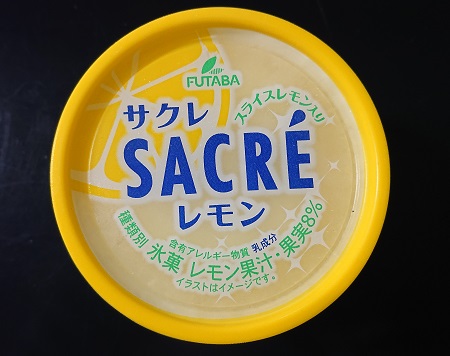 FUTABA
スライスレモン入り
サクレ
SACRÉ
レモン
含有アレルギー物質 乳成分
種類別 氷菓 レモン果汁・果実8%
イラストはイメージです。